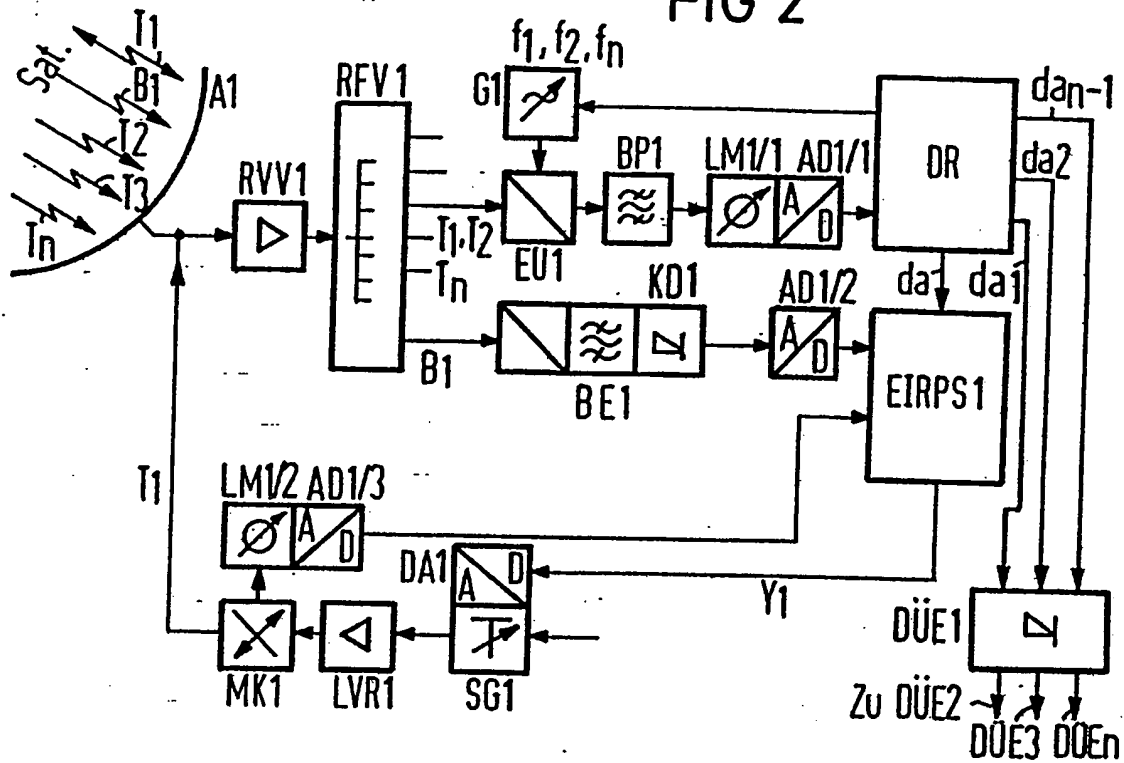 FIG 2
T1
Sat.
B1
A1
T2
T3
Tn
RVV1
RFV1
f1, f2, fn
G1
EU1
BP1
LM1/1 AD1/1
A
D
DR
dan-1
da2
da
da1
T1,T2
Tn
B1
KD1
BE1
AD1/2
A
D
EIRPS1
T1
LM1/2 AD1/3
A
D
DA1
D
A
Y1
MK1
LVR1
SG1
DÜE1
Zu DÜE2
DÜE3 DÜEn